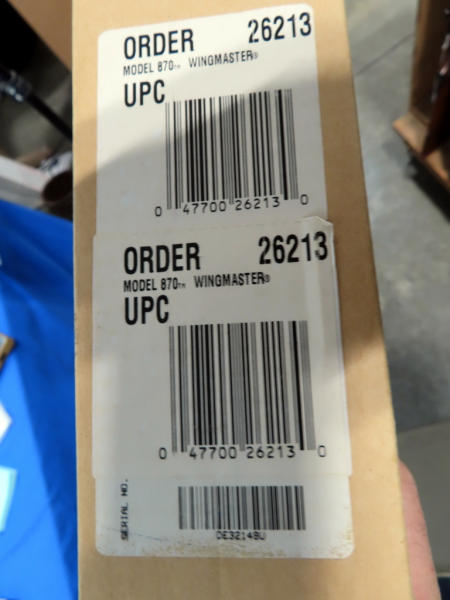 ORDER 26213
MODEL 870™ WINGMASTER®
UPC
0 47700 26213 0
ORDER 26213
MODEL 870™ WINGMASTER®
UPC
0 47700 26213 0
SERIAL NO.
DE32148U